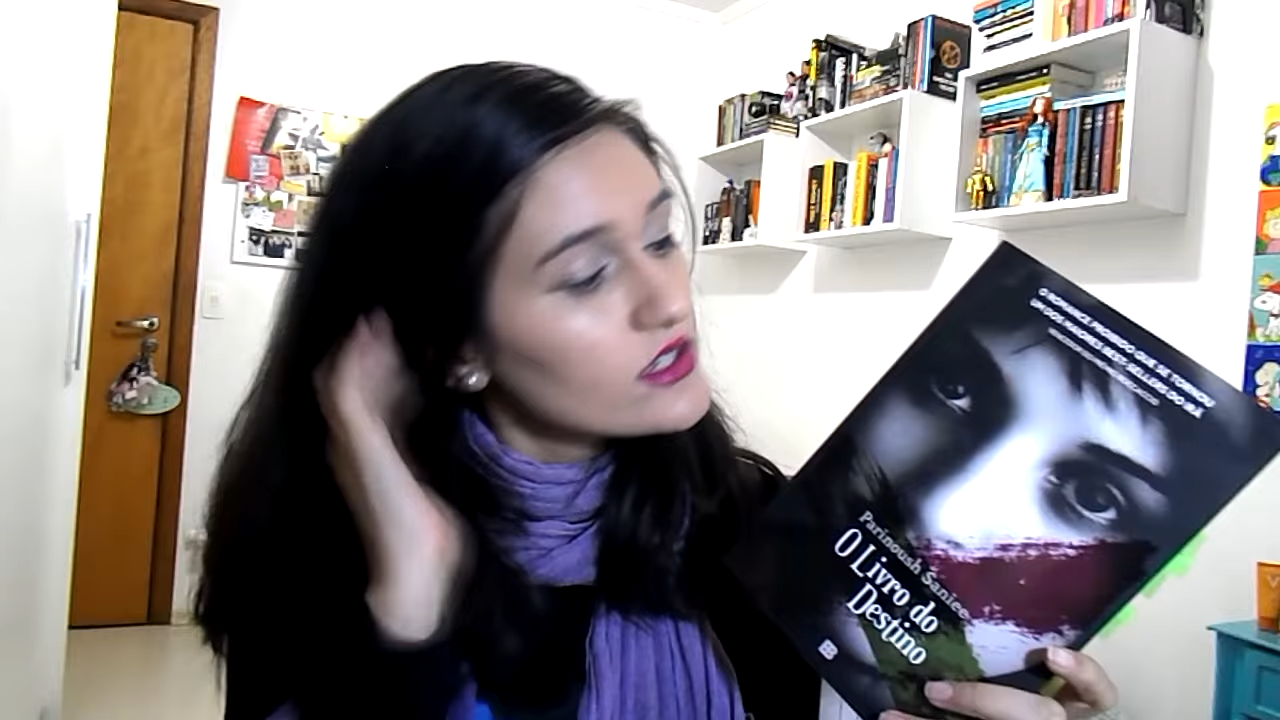 O ROMANCE PROIBIDO QUE SE TORNOU
UM DOS MAIORES BEST-SELLERS DO IRÃ
Parinoush Saniee
O Livro do
Destino